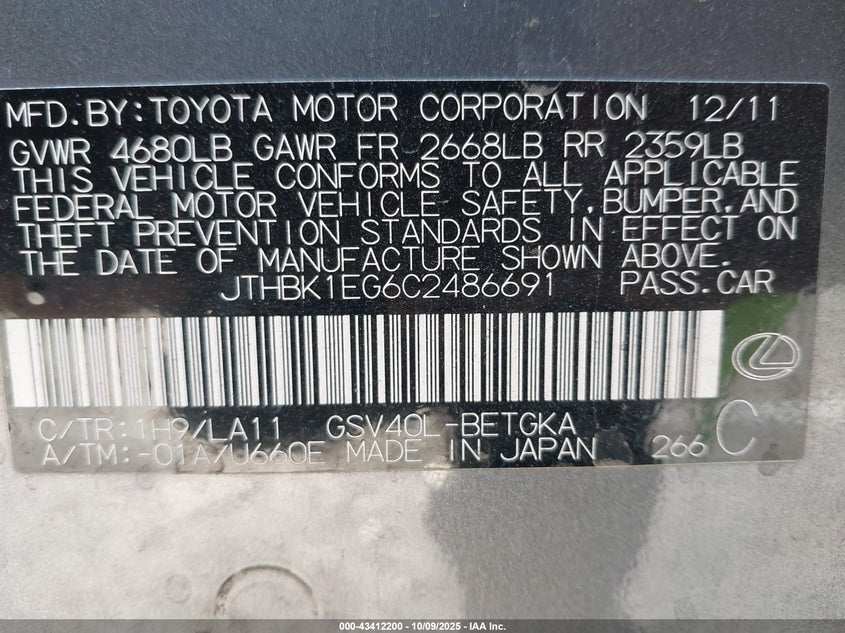 MFD.BY:TOYOTA MOTOR CORPORATION 12/11
GVWR 4680LB GAWR FR 2668LB RR 2359LB
THIS VEHICLE CONFORMS TO ALL APPLICABLE
FEDERAL MOTOR VEHICLE SAFETY,BUMPER,AND
THEFT PREVENTION STANDARDS IN EFFECT ON
THE DATE OF MANUFACTURE SHOWN ABOVE.
JTHBK1EG6C2486691 PASS.CAR
C/TR:1H9/LA11 GSV40L-BETGKA
A/TM:-01A/U660E MADE IN JAPAN 266 C
000-43412200 - 10/09/2025 - IAA Inc.